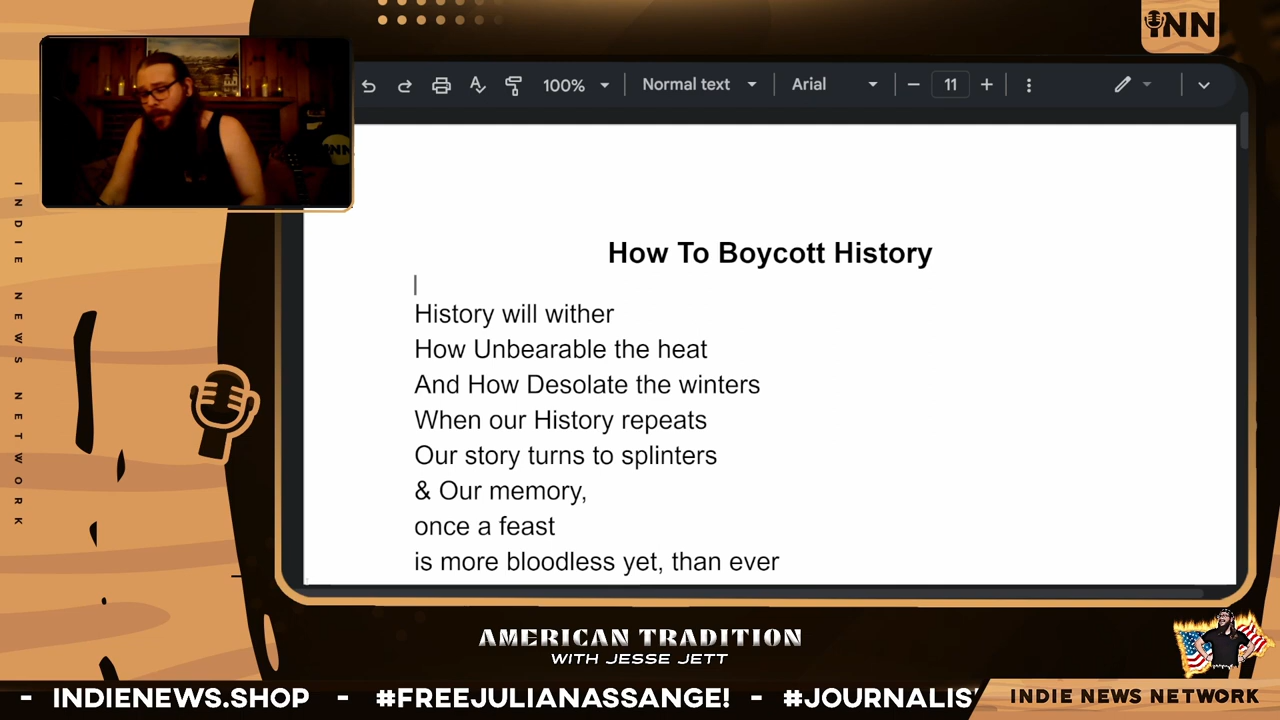 INN
100%
Normal text
Arial
11
INN
INDIE NEWS NETWORK
How To Boycott History
History will wither
How Unbearable the heat
And How Desolate the winters
When our History repeats
Our story turns to splinters
& Our memory,
once a feast
is more bloodless yet, than ever
AMERICAN TRADITION
WITH JESSE JETT
- INDIENEWS.SHOP - #FREEJULIANASSANGE! - #JOURNALIS
INDIE NEWS NETWORK